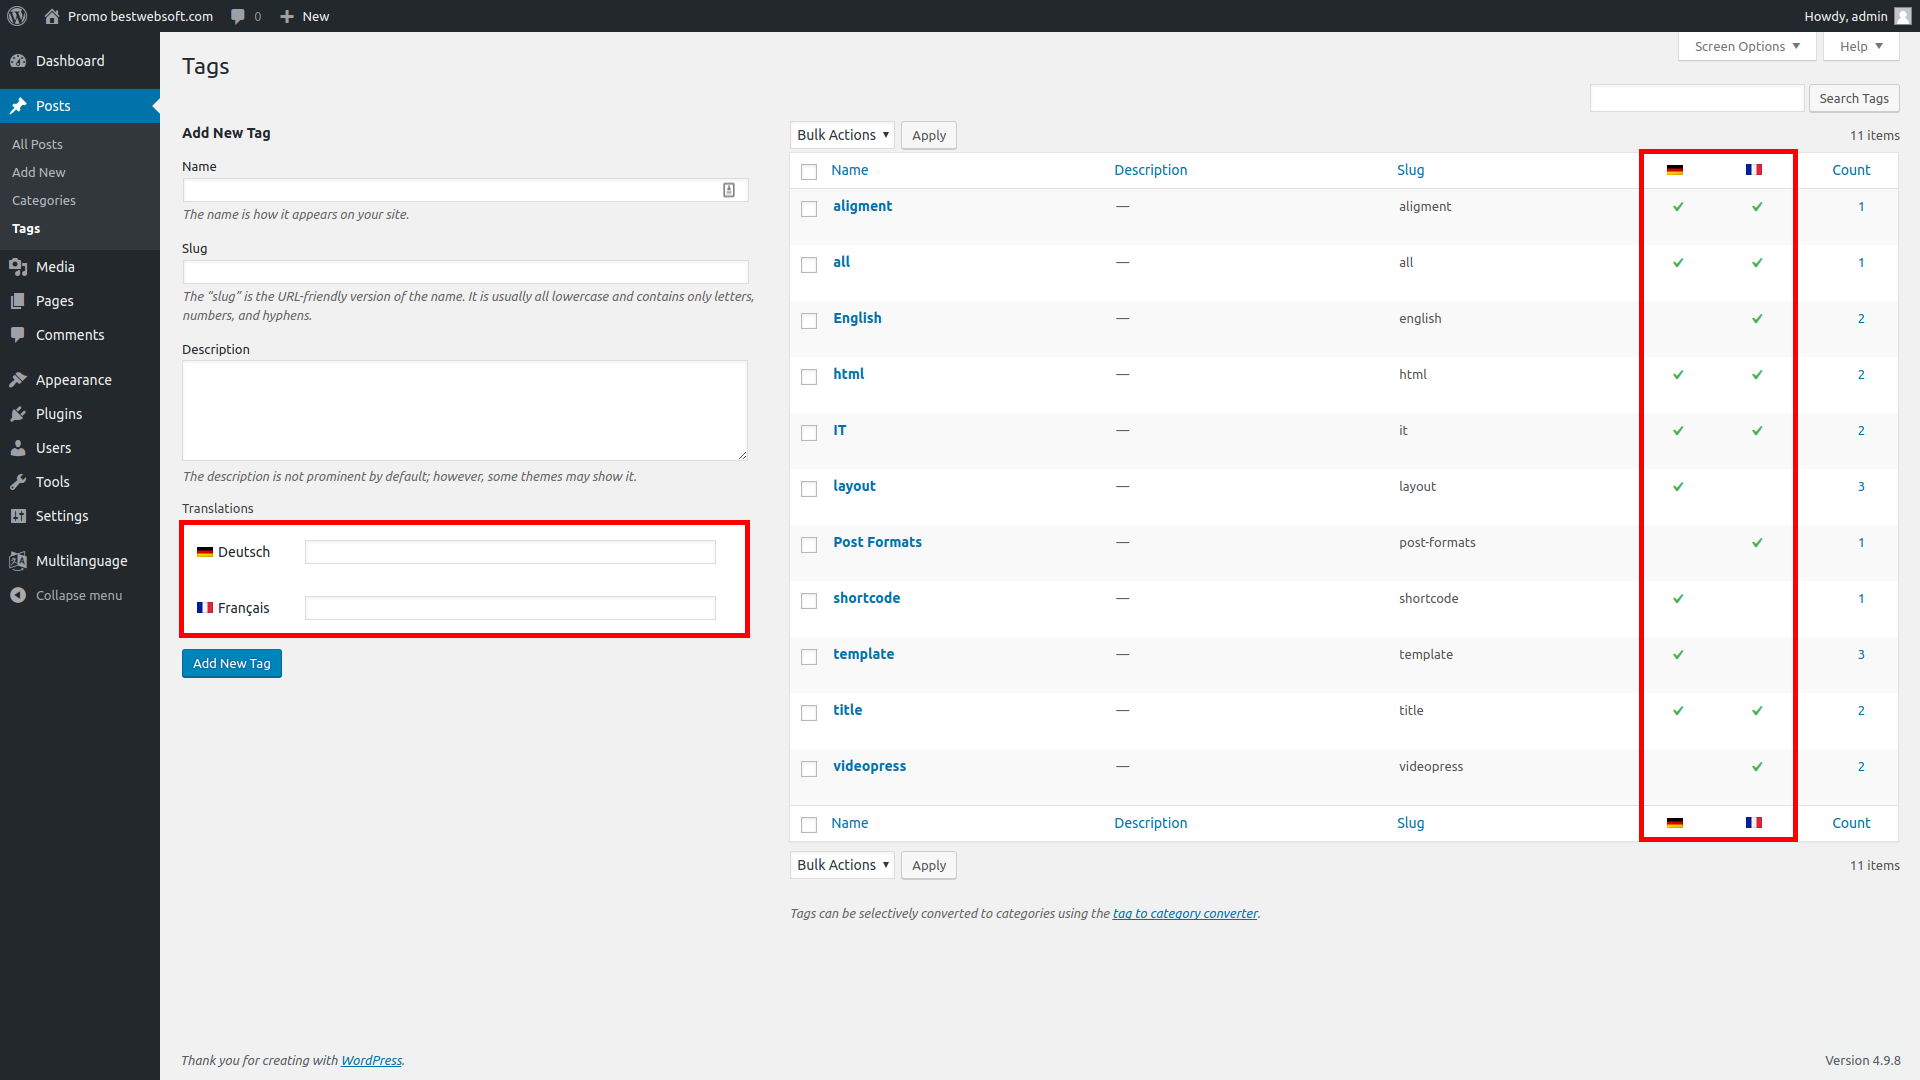 Promo bestwebsoft.com 0 New Howdy, admin
Screen Options Help
Dashboard
Posts
All Posts
Add New
Categories
Tags
Media
Pages
Comments
Appearance
Plugins
Users
Tools
Settings
Multilanguage
Collapse menu
Tags
Search Tags
Add New Tag
Name
The name is how it appears on your site.
Slug
The “slug” is the URL-friendly version of the name. It is usually all lowercase and contains only letters,
numbers, and hyphens.
Description
The description is not prominent by default; however, some themes may show it.
Translations
Deutsch
Français
Add New Tag
Bulk Actions Apply 11 items
Name Description Slug Count
aligment — aligment 1
all — all 1
English — english 2
html — html 2
IT — it 2
layout — layout 3
Post Formats — post-formats 1
shortcode — shortcode 1
template — template 3
title — title 2
videopress — videopress 2
Name Description Slug Count
Bulk Actions Apply 11 items
Tags can be selectively converted to categories using the tag to category converter.
Thank you for creating with WordPress. Version 4.9.8